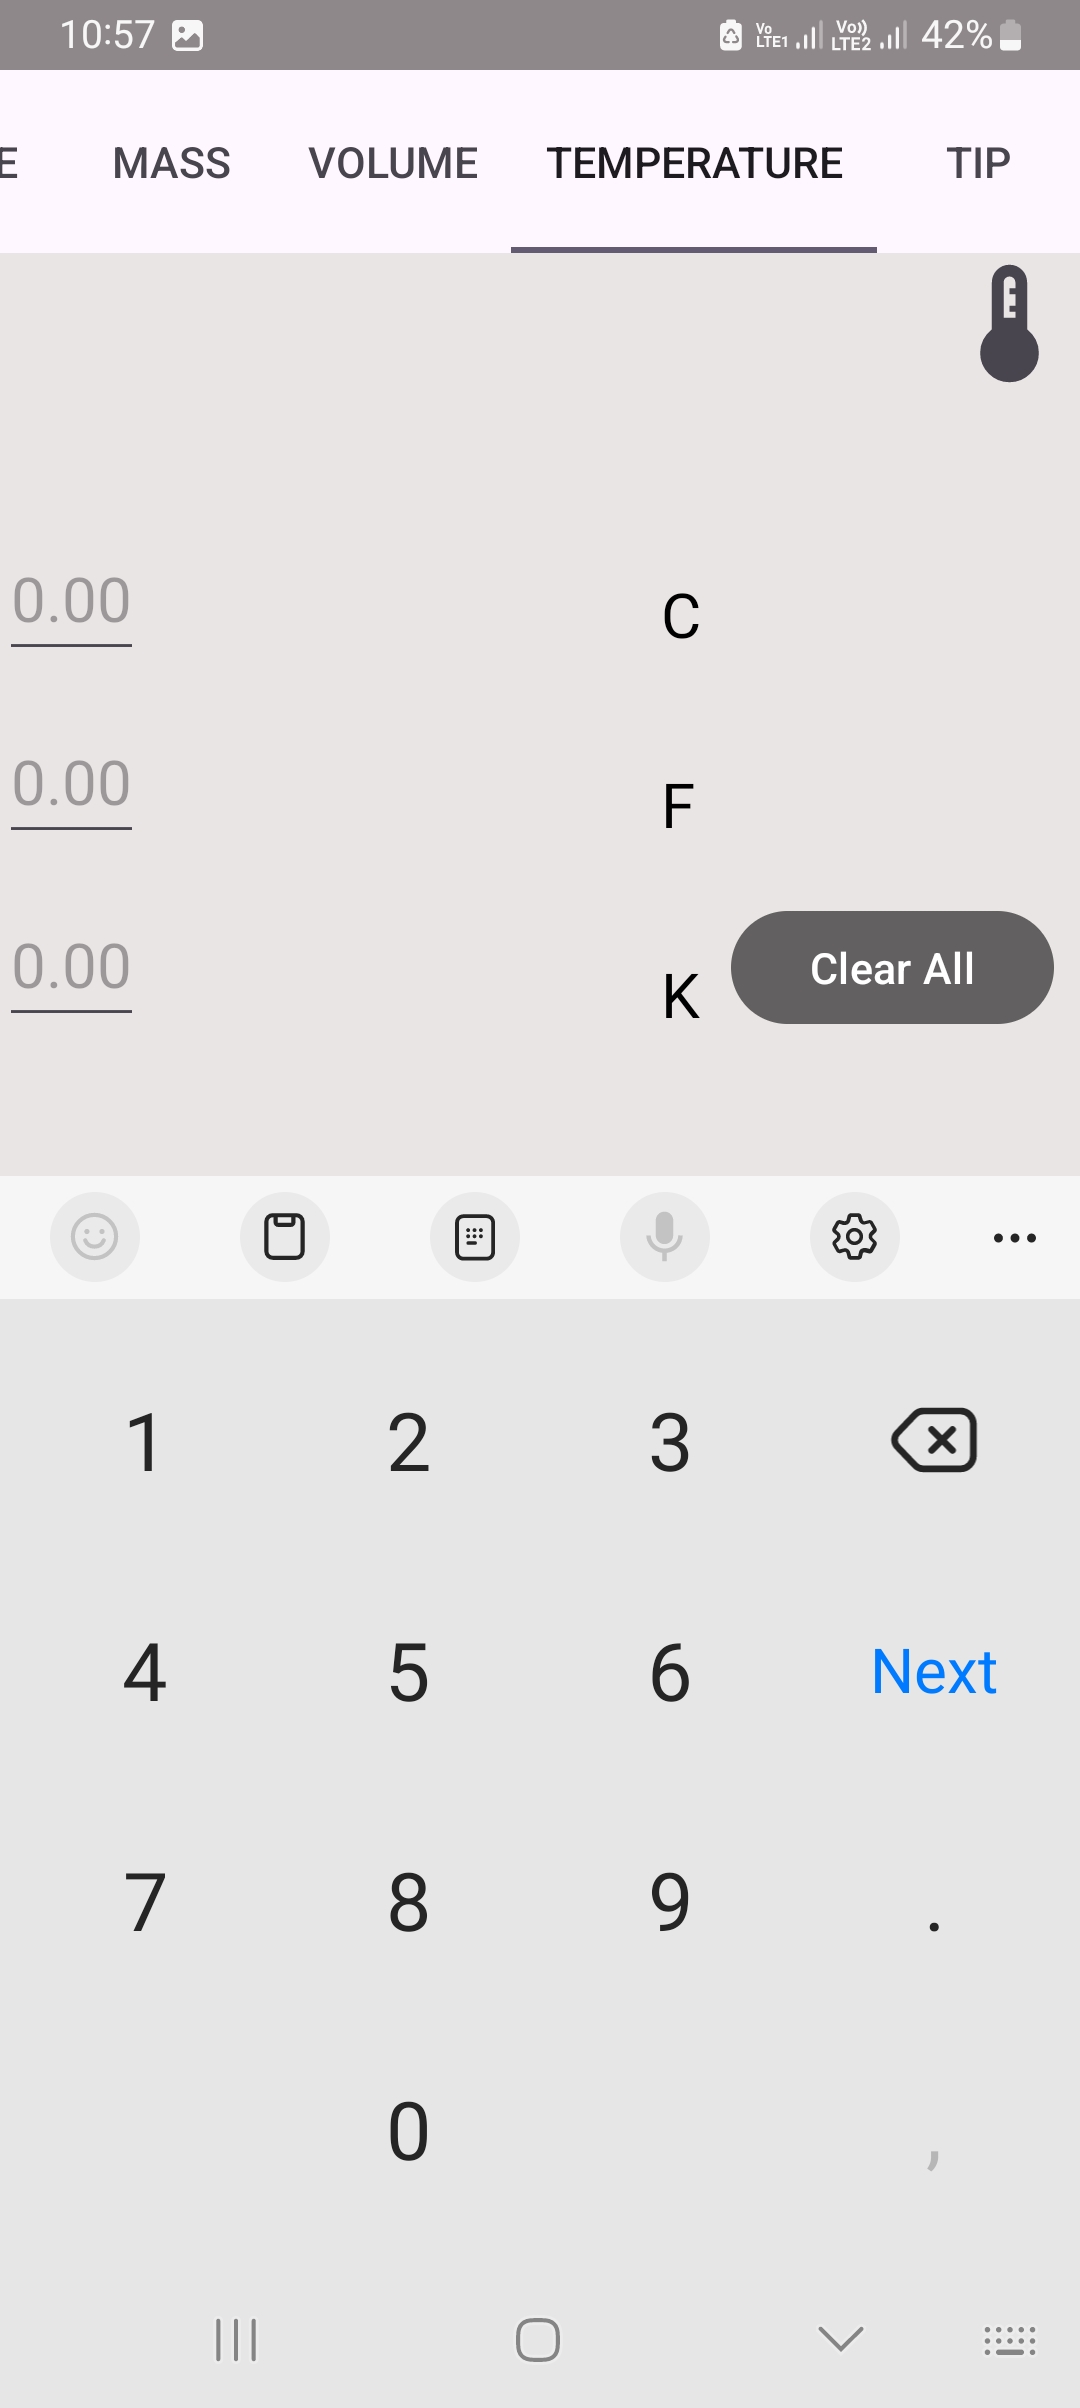 10:57 Vo LTE1 Vo)) LTE2 42%
E MASS VOLUME TEMPERATURE TIP
0.00 C
0.00 F
0.00 K Clear All
1 2 3
4 5 6 Next
7 8 9 .
0 ,